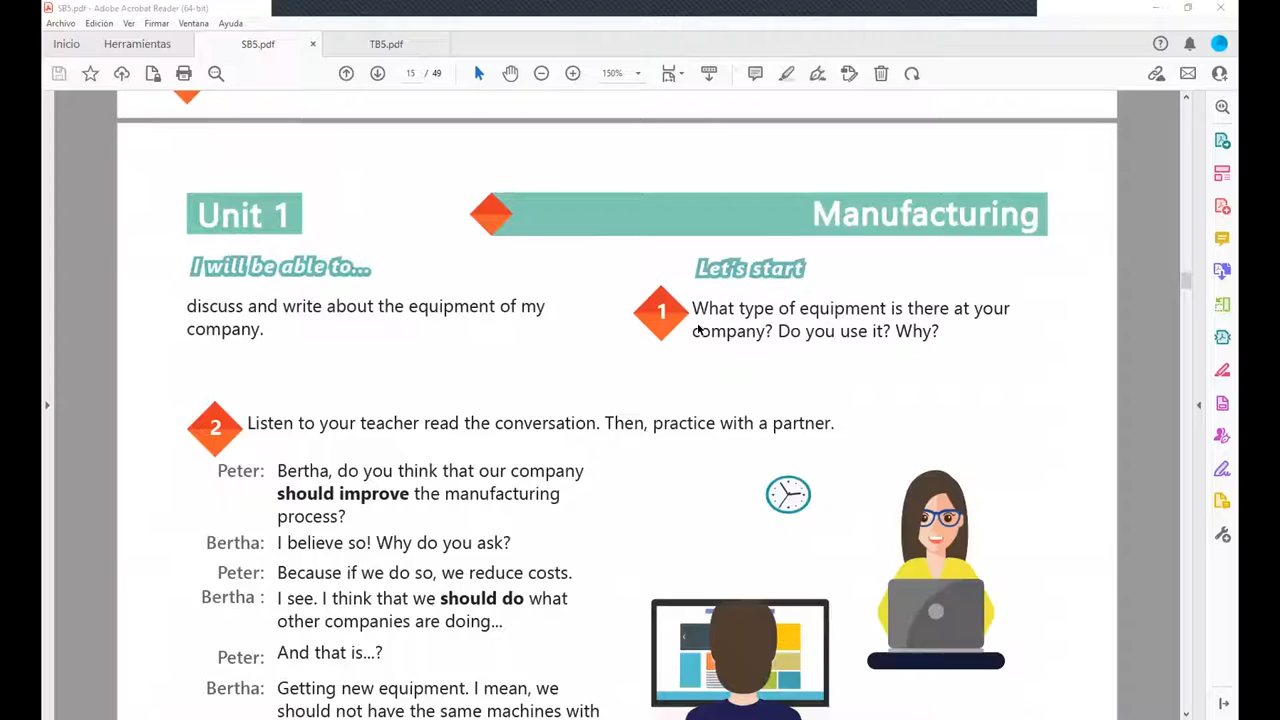 SB5.pdf - Adobe Acrobat Reader (64-bit)
Archivo Edición Ver Firmar Ventana Ayuda
Inicio Herramientas SB5.pdf × TB5.pdf
15 / 49 150%
Unit 1
Manufacturing
I will be able to...
discuss and write about the equipment of my
company.
Let's start
1 What type of equipment is there at your
company? Do you use it? Why?
2 Listen to your teacher read the conversation. Then, practice with a partner.
Peter: Bertha, do you think that our company
should improve the manufacturing
process?
Bertha: I believe so! Why do you ask?
Peter: Because if we do so, we reduce costs.
Bertha : I see. I think that we should do what
other companies are doing...
Peter: And that is...?
Bertha: Getting new equipment. I mean, we
should not have the same machines with